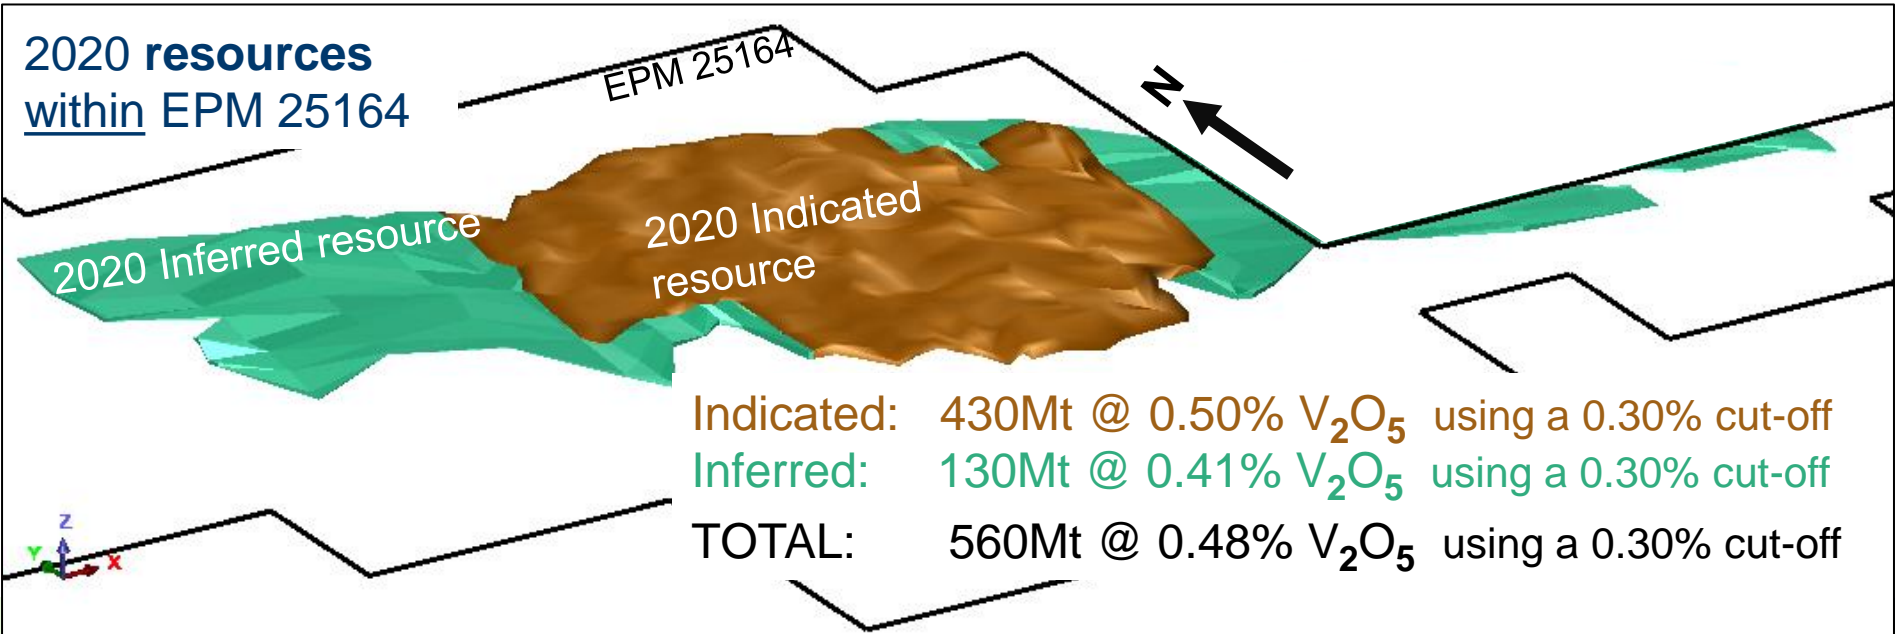 2020 resources
within EPM 25164
EPM 25164
N
2020 Inferred resource
2020 Indicated
resource
Indicated: 430Mt @ 0.50% V₂O₅ using a 0.30% cut-off
Inferred: 130Mt @ 0.41% V₂O₅ using a 0.30% cut-off
TOTAL: 560Mt @ 0.48% V₂O₅ using a 0.30% cut-off
Z
Y
X